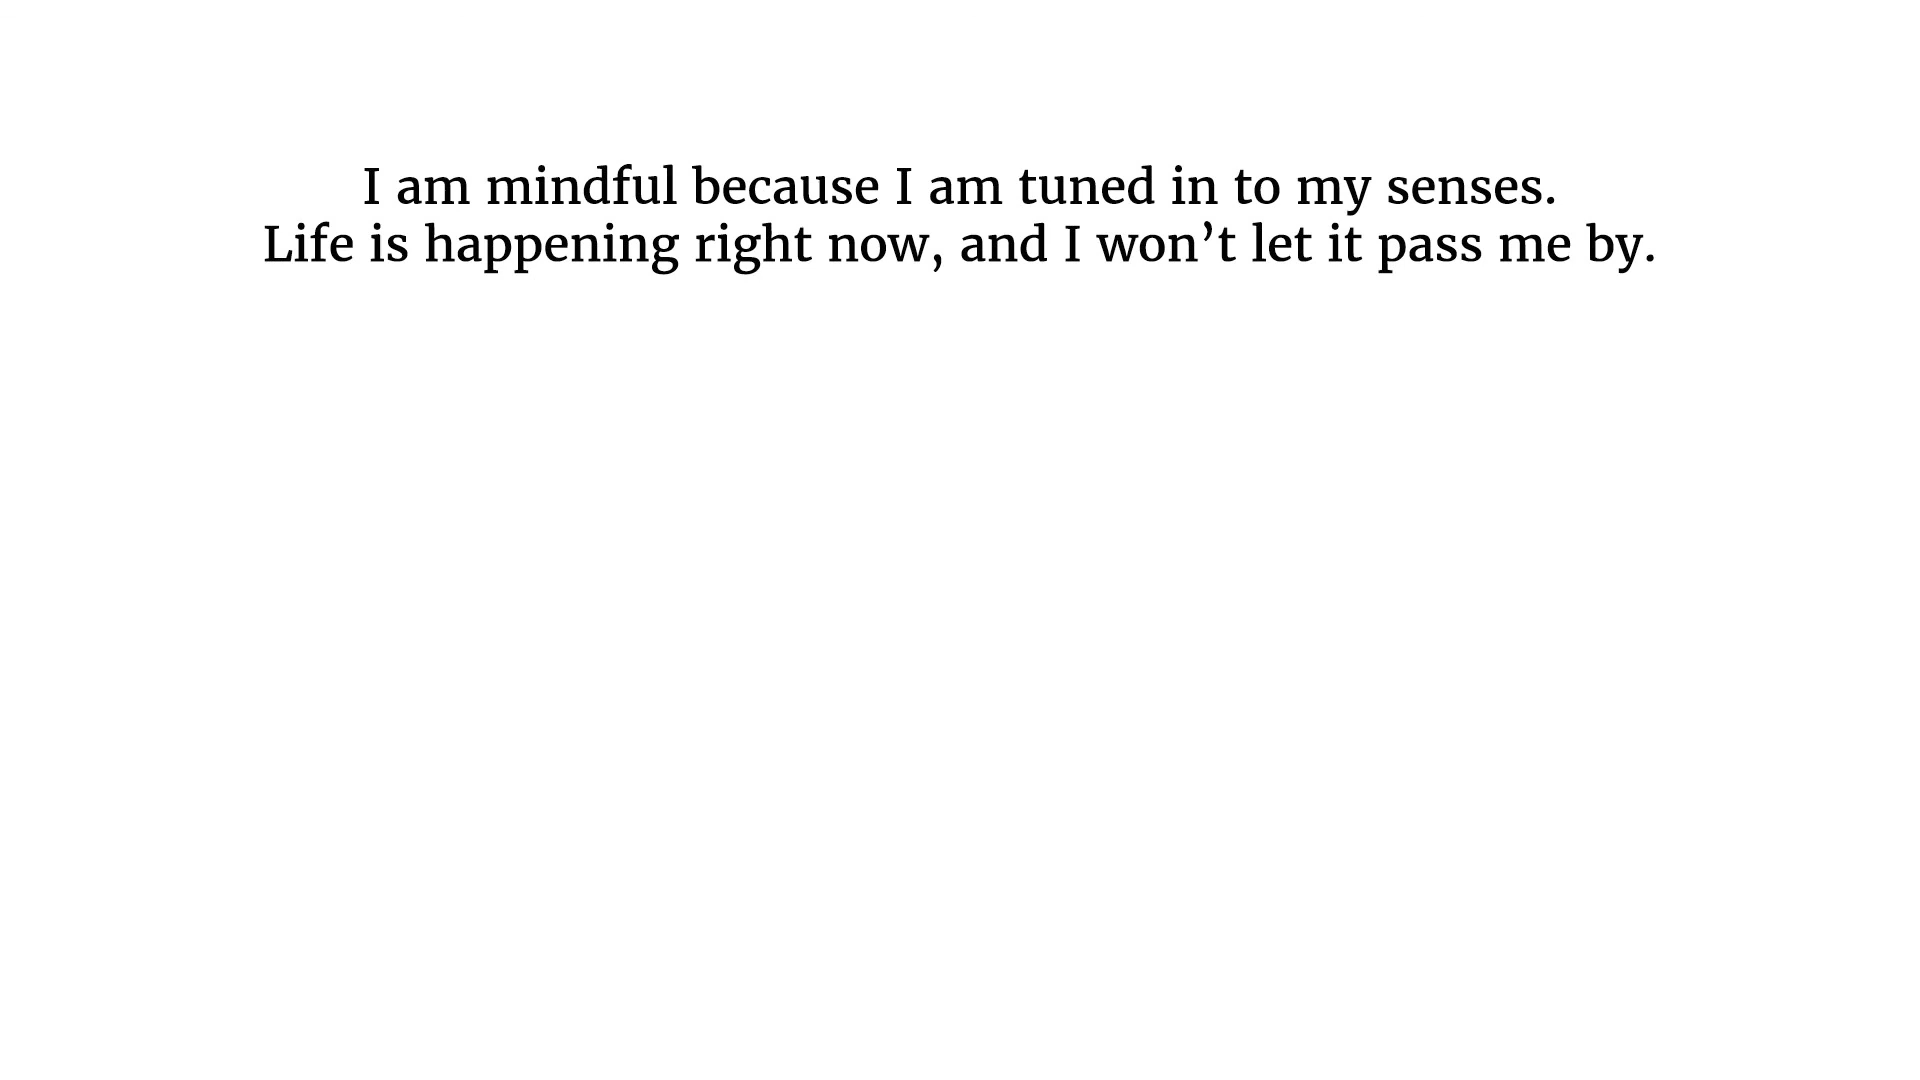 I am mindful because I am tuned in to my senses.
Life is happening right now, and I won’t let it pass me by.